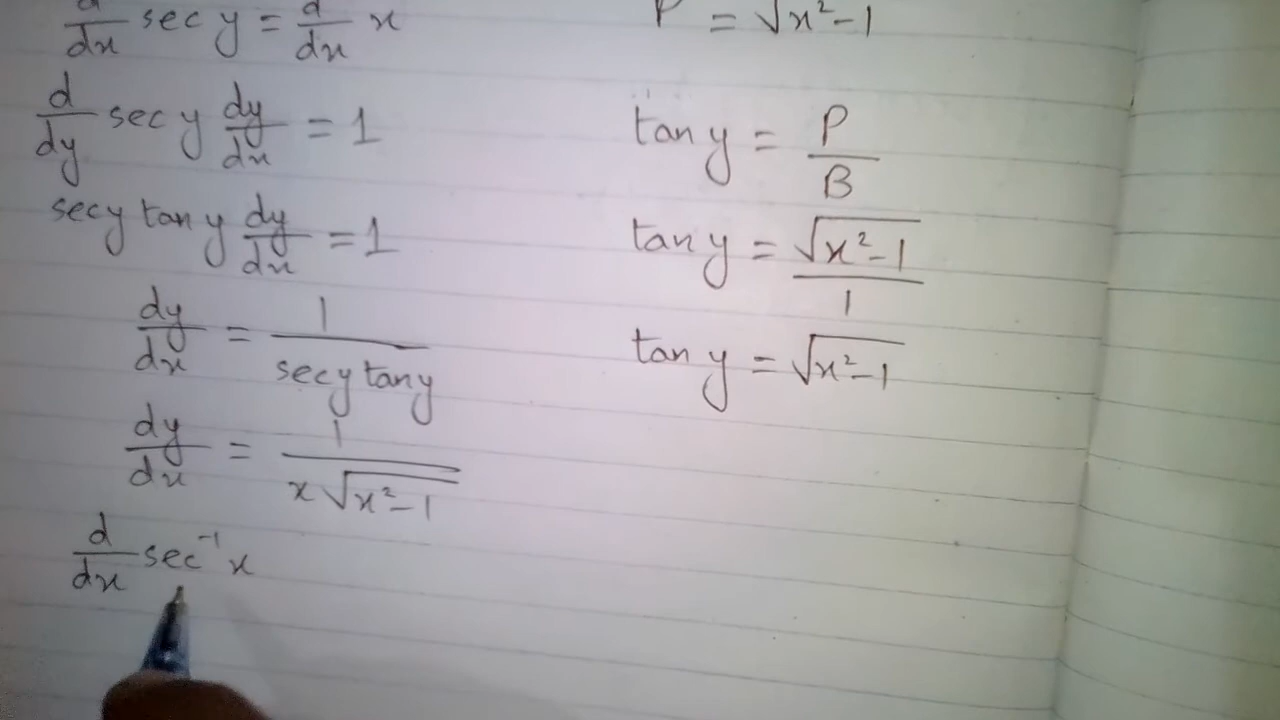 d/dx sec y = d/dx x
d/dy sec y dy/dx = 1
sec y tan y dy/dx = 1
dy/dx = 1/(sec y tan y)
dy/dx = 1/(x√(x²-1))
d/dx sec⁻¹ x
P = √(x²-1)
tan y = P/B
tan y = √(x²-1)/1
tan y = √(x²-1)